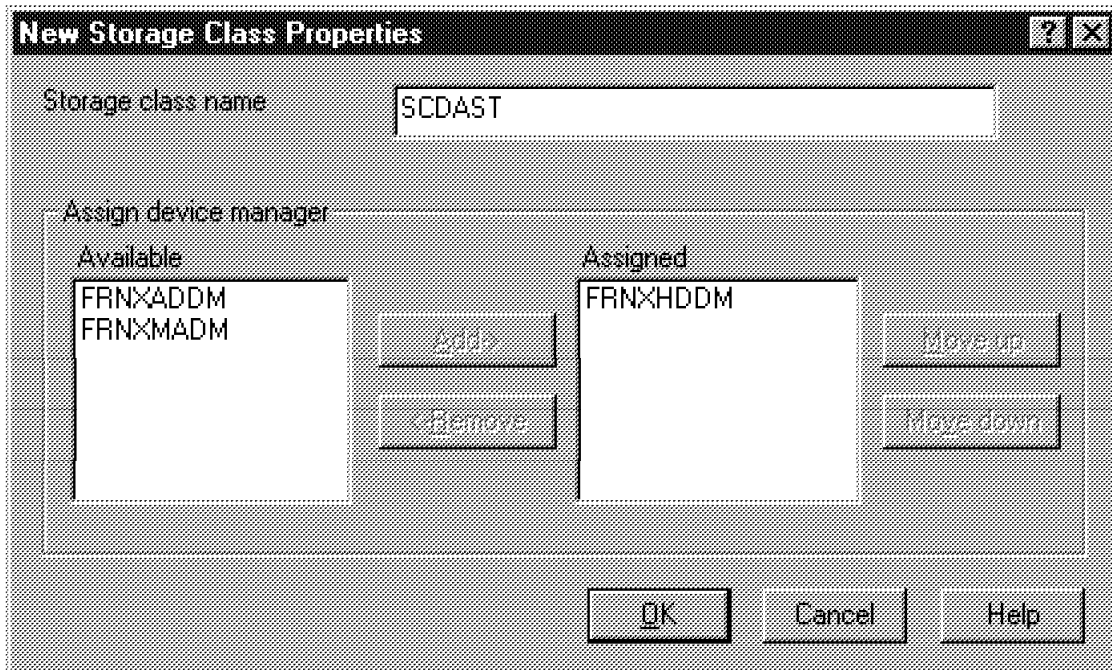 New Storage Class Properties
Storage class name
SCDAST
Assign device manager
Available
Assigned
FRNXADDM
FRNXMADM
FRNXHDDM
Add>
<Remove
Move up
Move down
OK
Cancel
Help